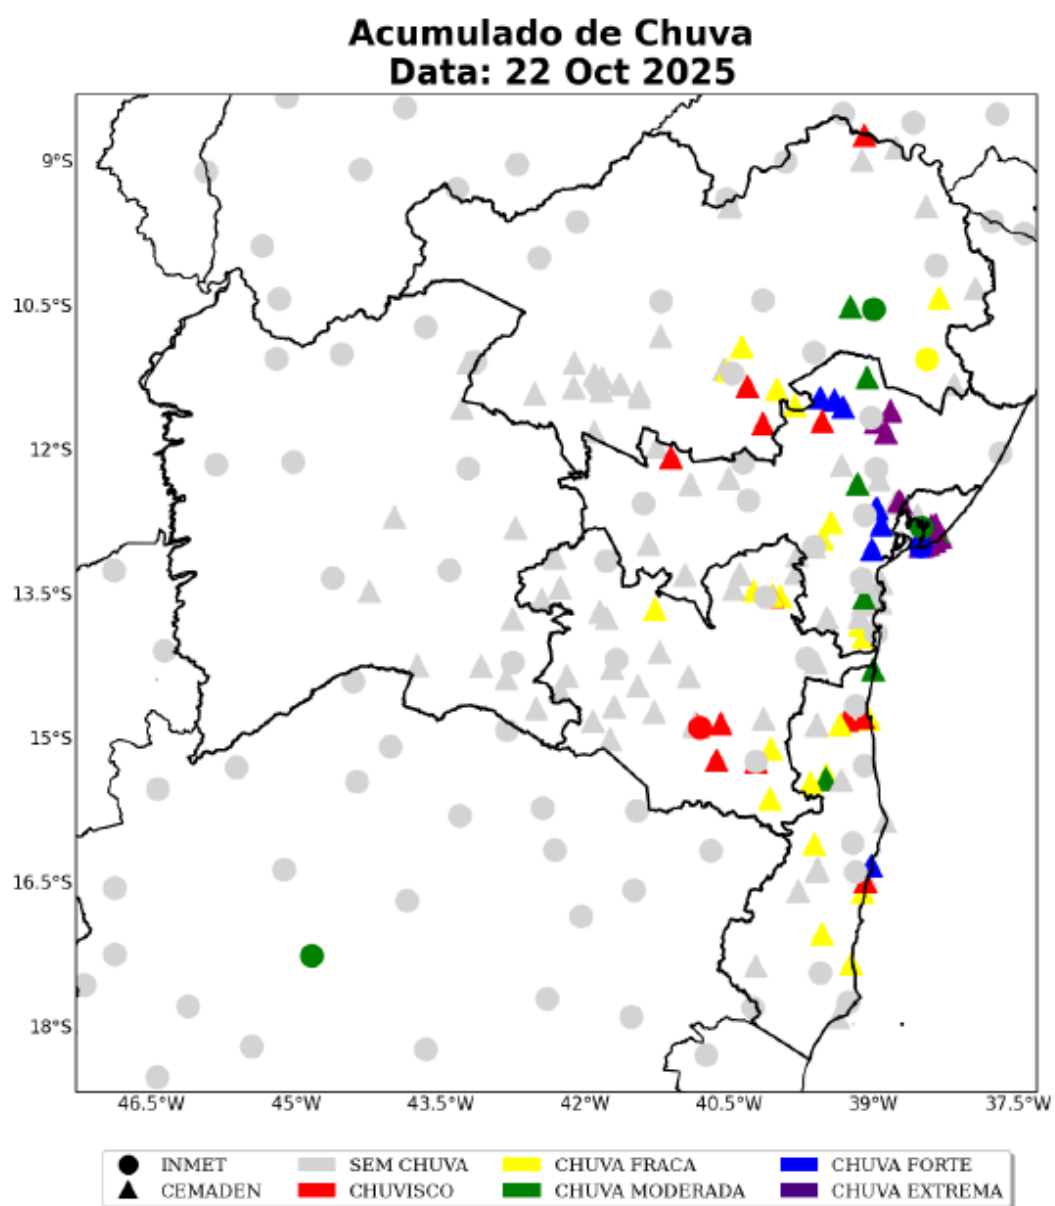 Acumulado de Chuva
Data: 22 Oct 2025
9°S
10.5°S
12°S
13.5°S
15°S
16.5°S
18°S
46.5°W 45°W 43.5°W 42°W 40.5°W 39°W 37.5°W
INMET SEM CHUVA CHUVA FRACA CHUVA FORTE
CEMADEN CHUVISCO CHUVA MODERADA CHUVA EXTREMA